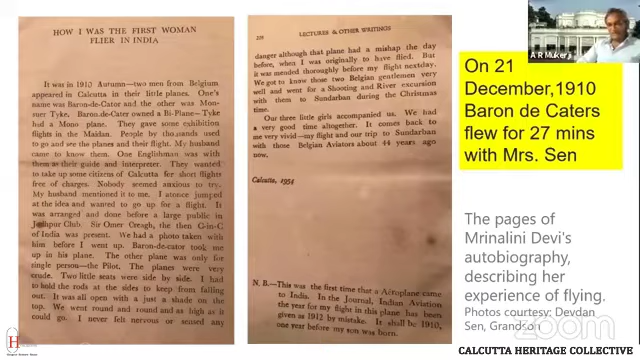 HOW I WAS THE FIRST WOMAN
FLIER IN INDIA
It was in 1910 Autumn—two men from Belgium
appeared in Calcutta in their little planes. One's
name was Baron-de-Cator and the other was Mon-
suer Tyke. Baron-de-Cater owned a Bi-Plane—Tyke
had a Mono plane. They gave some exhibition
flights in the Maidan. People by thousands used
to go and see the planes and their flight. My husband
came to know them. One Englishman was with
them as their guide and interpreter. They wanted
to take up some citizens of Calcutta for short flights
free of charges. Nobody seemed anxious to try.
My husband mentioned it to me. I atonce jumped
at the idea and wanted to go up for a flight. It
was arranged and done before a large public in
Club. Sir Omer Creagh, the then C-in-C
of India was present. We had a photo taken with
him before I went up. Baron-de-cator took me
up in his plane. The other plane was only for
single person—the Pilot. The planes were very
crude. Two little seats were side by side. I had
to hold the rods at the sides to keep from falling
out. It was all open with a just a shade on the
top. We went round and round and as high as it
could go. I never felt nervous or sensed any
LECTURES & OTHER WRITINGS
danger although that plane had a mishap the day
before, when I was originally to have flied. But
it was mended thoroughly before my flight nextday.
We got to know those two Belgian gentlemen very
well and went for a Shooting and River excursion
with them to Sundarban during the Christmas
time.
Our three little girls accompanied us. We had
a very good time altogether. It comes back to
me very vivid—my flight and our trip to Sundarban
with those Belgian Aviators about 44 years ago
now.
Calcutta, 1954
N. B.—This was the first time that a Aeroplane came
to India. In the Journal, Indian Aviation
the year for my flight in this plane has been
given as 1912 by mistake. It shall be 1910,
one year before my son was born.
A R Mukerji
On 21
December,1910
Baron de Caters
flew for 27 mins
with Mrs. Sen
The pages of
Mrinalini Devi's
autobiography,
describing her
experience of flying.
Photos courtesy: Devdan
Sen, Grandson
zoom
CALCUTTA HERITAGE COLLECTIVE